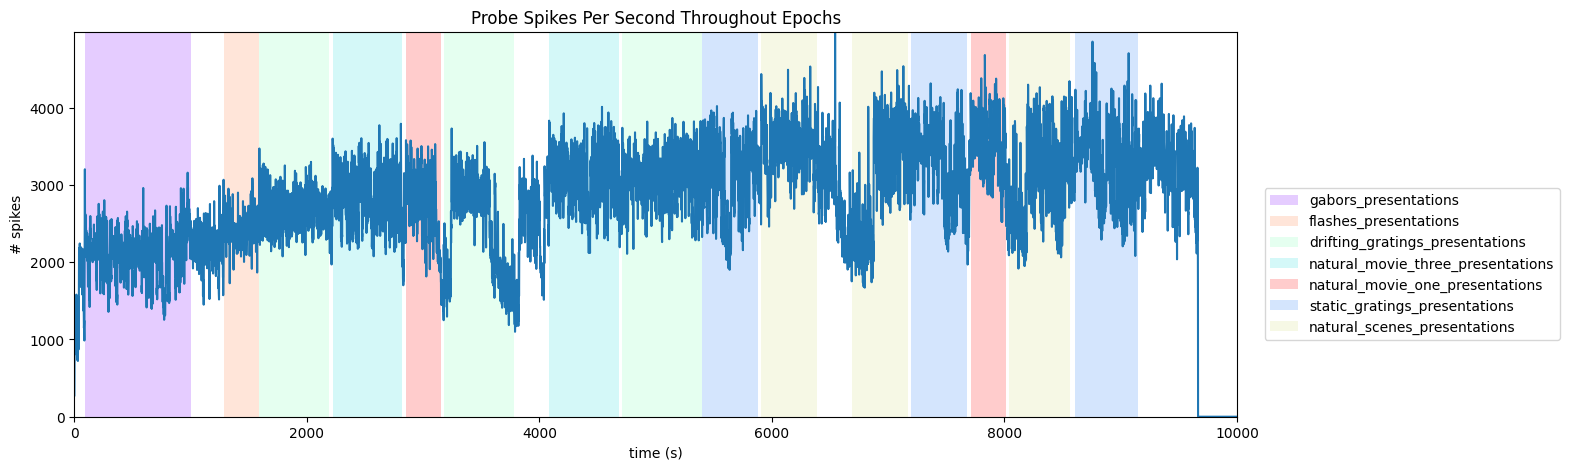 Probe Spikes Per Second Throughout Epochs
# spikes
4000
3000
2000
1000
0
0
2000
4000
6000
8000
10000
time (s)
gabors_presentations
flashes_presentations
drifting_gratings_presentations
natural_movie_three_presentations
natural_movie_one_presentations
static_gratings_presentations
natural_scenes_presentations